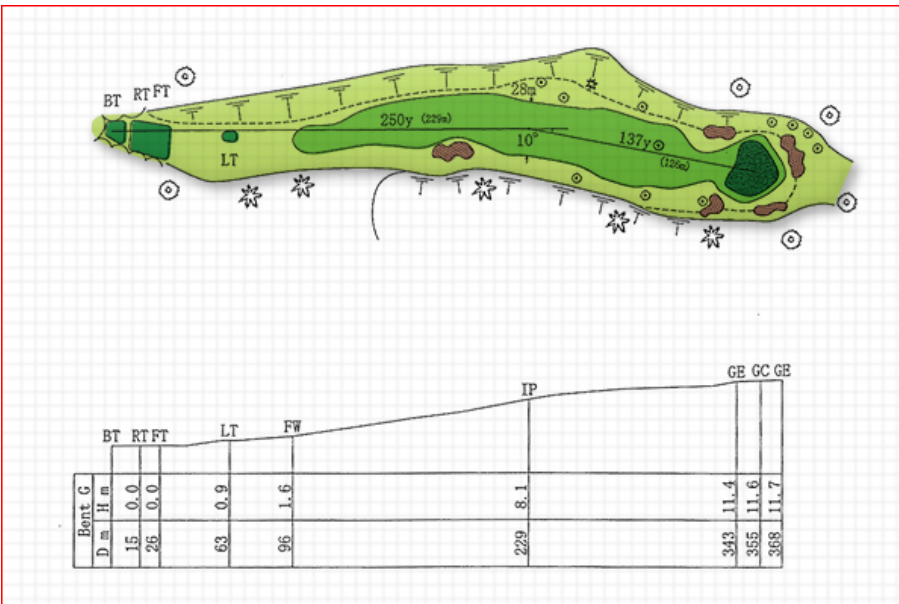 BT RT FT
28m
250y (229m)
10°
137y
(126m)
LT
GE GC GE
IP
BT RT FT LT FW
Bent G
H m 0.0 0.0 0.9 1.6 8.1 11.4 11.6 11.7
D m 15 26 63 96 229 343 355 368